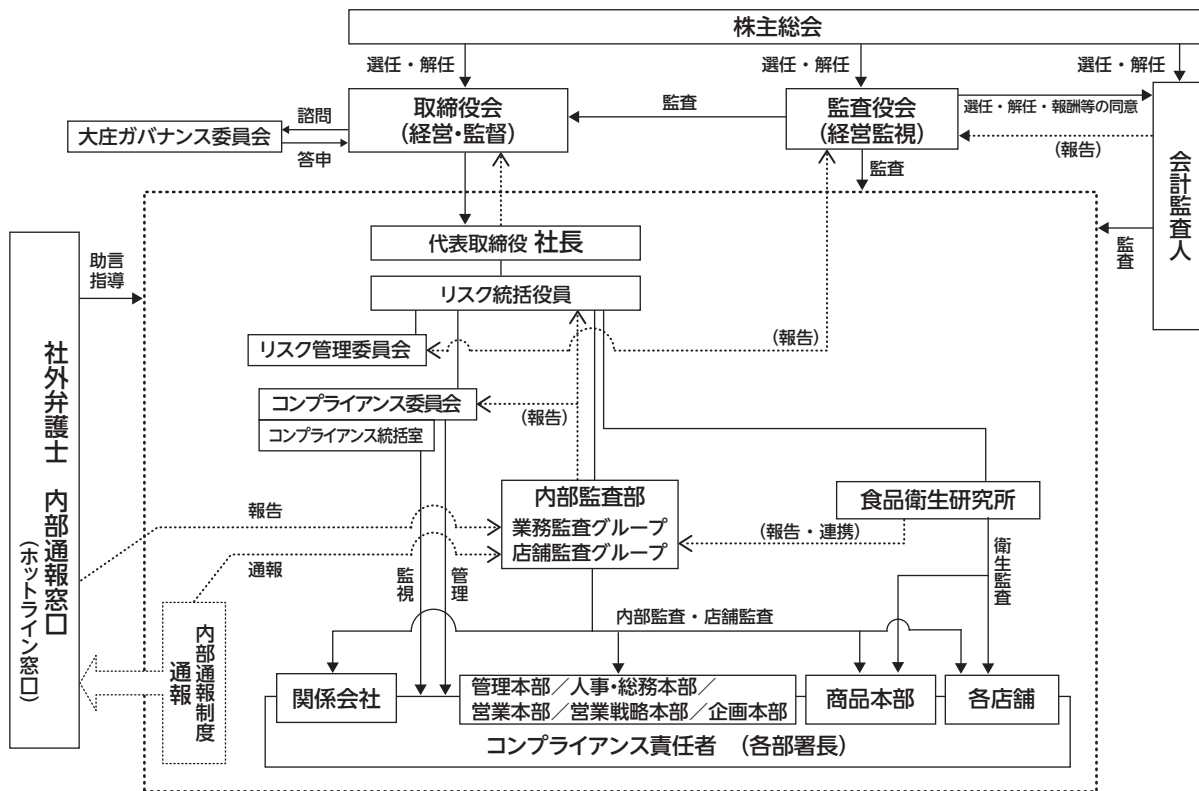 株主総会
選任・解任
選任・解任
選任・解任
取締役会
（経営・監督）
監査
監査役会
（経営監視）
選任・解任・報酬等の同意
（報告）
会計監査人
諮問
大庄ガバナンス委員会
答申
監査
監査
代表取締役 社長
助言
指導
リスク統括役員
リスク管理委員会
（報告）
コンプライアンス委員会
（報告）
コンプライアンス統括室
社外弁護士 内部通報窓口
（ホットライン窓口）
内部監査部
業務監査グループ
店舗監査グループ
食品衛生研究所
報告
（報告・連携）
通報
監視
管理
衛生監査
内部監査・店舗監査
内部通報制度
通報
関係会社
管理本部／人事・総務本部／
営業本部／営業戦略本部／企画本部
商品本部
各店舗
コンプライアンス責任者 （各部署長）